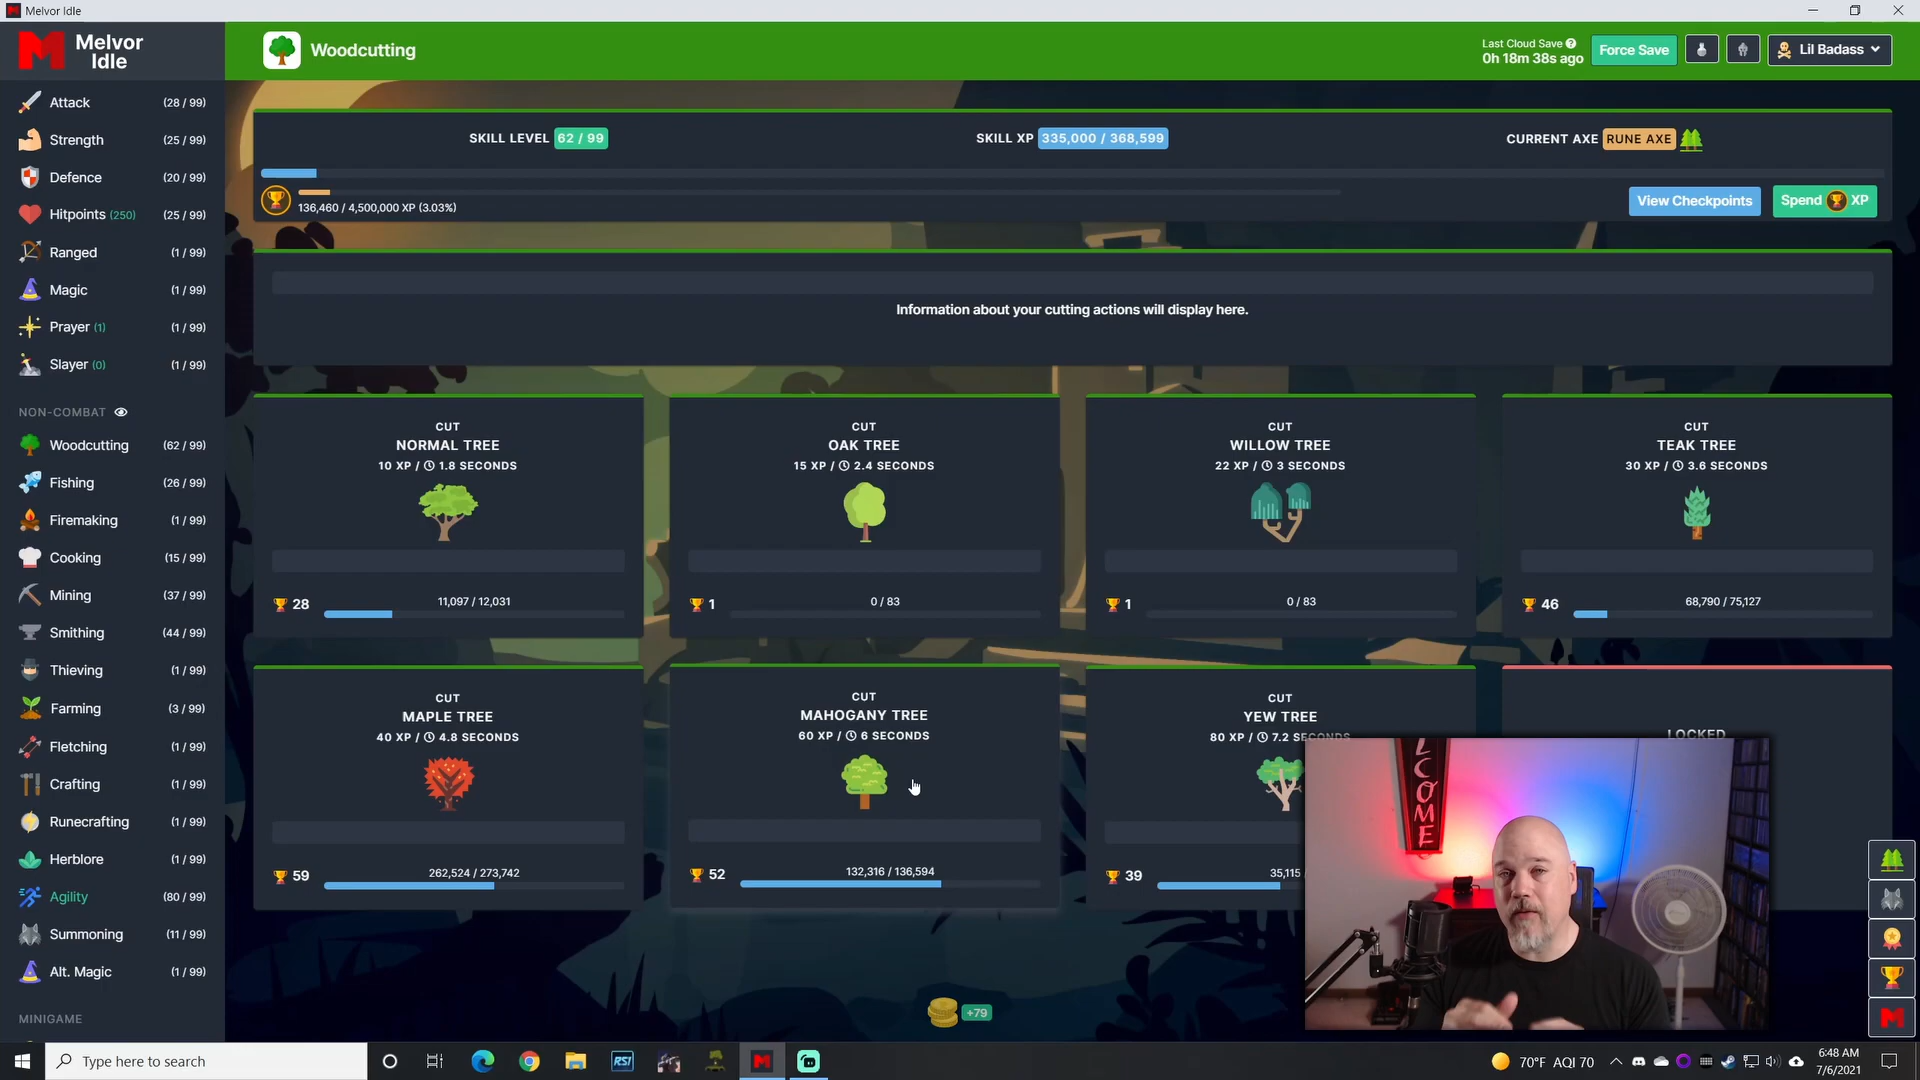 Melvor Idle
Melvor
Idle
Woodcutting
Last Cloud Save
0h 18m 38s ago
Force Save
Lil Badass
Attack (28 / 99)
Strength (25 / 99)
Defence (20 / 99)
Hitpoints (250) (25 / 99)
Ranged (1 / 99)
Magic (1 / 99)
Prayer (1) (1 / 99)
Slayer (0) (1 / 99)
NON-COMBAT
Woodcutting (62 / 99)
Fishing (26 / 99)
Firemaking (1 / 99)
Cooking (15 / 99)
Mining (37 / 99)
Smithing (44 / 99)
Thieving (1 / 99)
Farming (3 / 99)
Fletching (1 / 99)
Crafting (1 / 99)
Runecrafting (1 / 99)
Herblore (1 / 99)
Agility (80 / 99)
Summoning (11 / 99)
Alt. Magic (1 / 99)
MINIGAME
SKILL LEVEL 62 / 99
SKILL XP 335,000 / 368,599
CURRENT AXE RUNE AXE
136,460 / 4,500,000 XP (3.03%)
View Checkpoints
Spend XP
Information about your cutting actions will display here.
CUT
NORMAL TREE
10 XP / 1.8 SECONDS
28
11,097 / 12,031
CUT
OAK TREE
15 XP / 2.4 SECONDS
1
0 / 83
CUT
WILLOW TREE
22 XP / 3 SECONDS
1
0 / 83
CUT
TEAK TREE
30 XP / 3.6 SECONDS
46
68,790 / 75,127
CUT
MAPLE TREE
40 XP / 4.8 SECONDS
59
262,524 / 273,742
CUT
MAHOGANY TREE
60 XP / 6 SECONDS
52
132,316 / 136,594
CUT
YEW TREE
80 XP / 7.2 SECONDS
39
35,115
LOCKED
LCOME
+79
Type here to search
RSI
70°F AQI 70
6:48 AM
7/6/2021